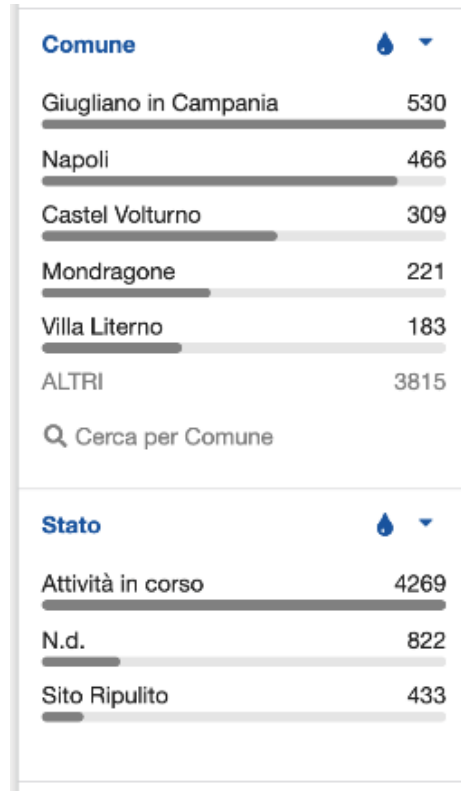 Comune
Giugliano in Campania 530
Napoli 466
Castel Volturno 309
Mondragone 221
Villa Literno 183
ALTRI 3815
Cerca per Comune
Stato
Attività in corso 4269
N.d. 822
Sito Ripulito 433